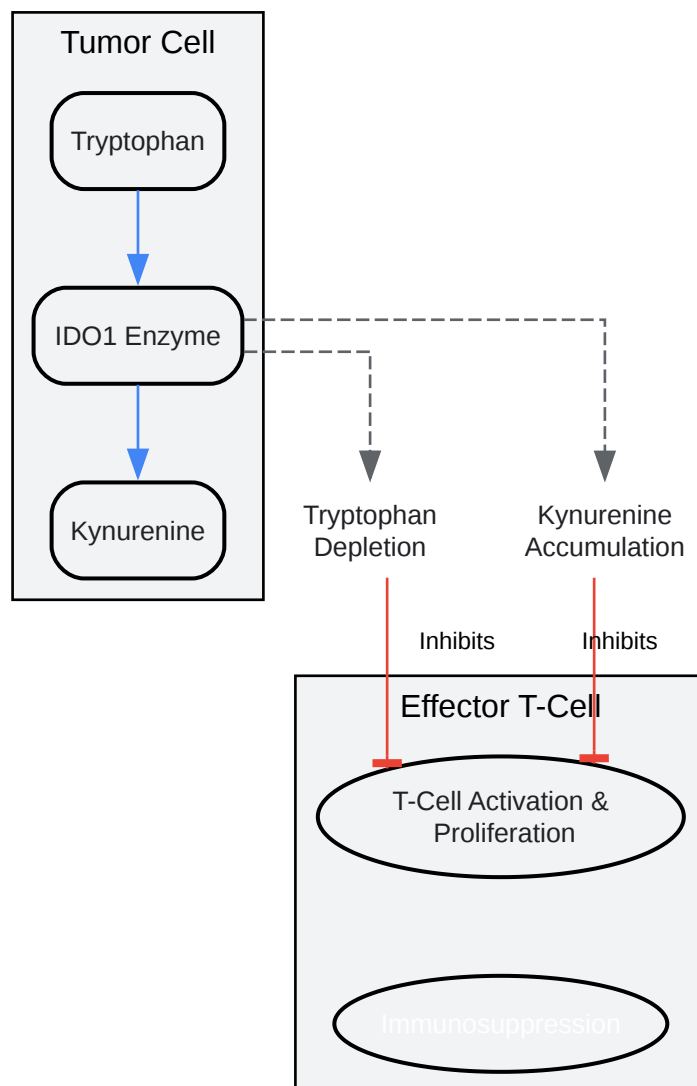 Tumor Cell
Tryptophan
IDO1 Enzyme
Kynurenine
Tryptophan
Depletion
Kynurenine
Accumulation
Inhibits
Inhibits
Effector T-Cell
T-Cell Activation &
Proliferation
Immunosuppression